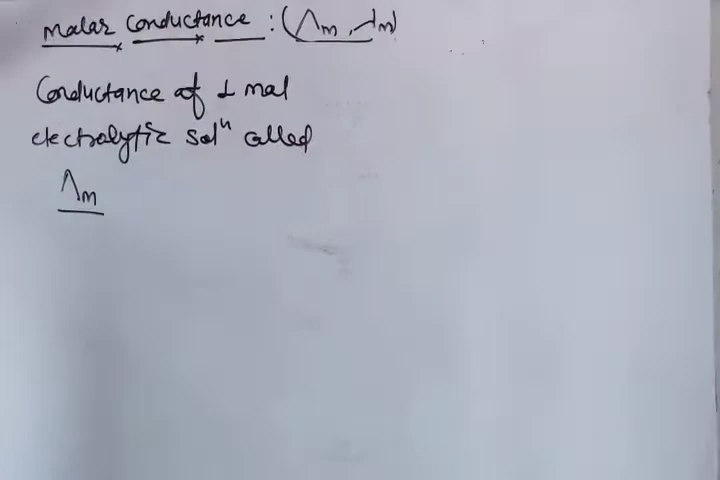 Molar Conductance : (Λm, λm)
Conductance of 1 mol
electrolytic solⁿ called
Λm